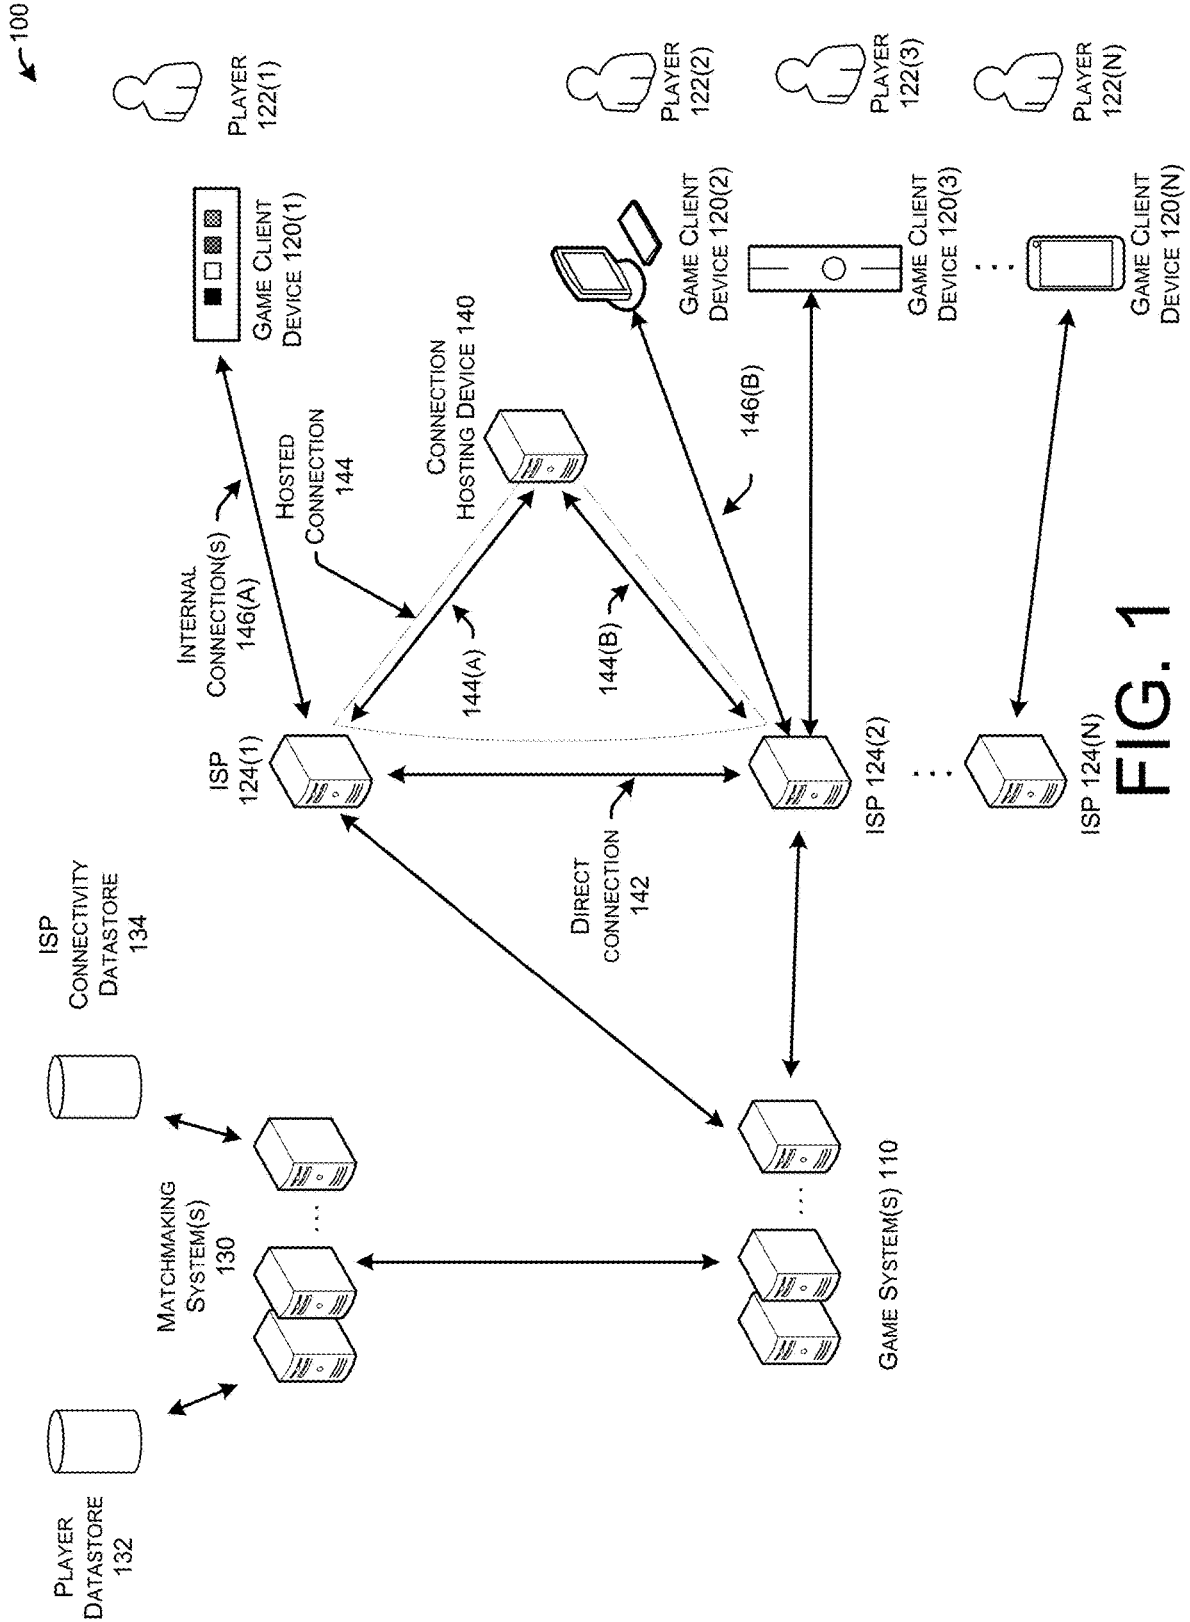 100
PLAYER
122(1)
PLAYER
122(2)
PLAYER
122(3)
PLAYER
122(N)
GAME CLIENT
DEVICE 120(1)
GAME CLIENT
DEVICE 120(2)
GAME CLIENT
DEVICE 120(3)
...
GAME CLIENT
DEVICE 120(N)
INTERNAL
CONNECTION(S)
146(A)
HOSTED
CONNECTION
144
CONNECTION
HOSTING DEVICE 140
146(B)
144(A)
144(B)
ISP
124(1)
DIRECT
CONNECTION
142
ISP 124(2)
...
ISP 124(N)
ISP
CONNECTIVITY
DATASTORE
134
MATCHMAKING
SYSTEM(S)
130
...
PLAYER
DATASTORE
132
...
GAME SYSTEM(S) 110
FIG. 1